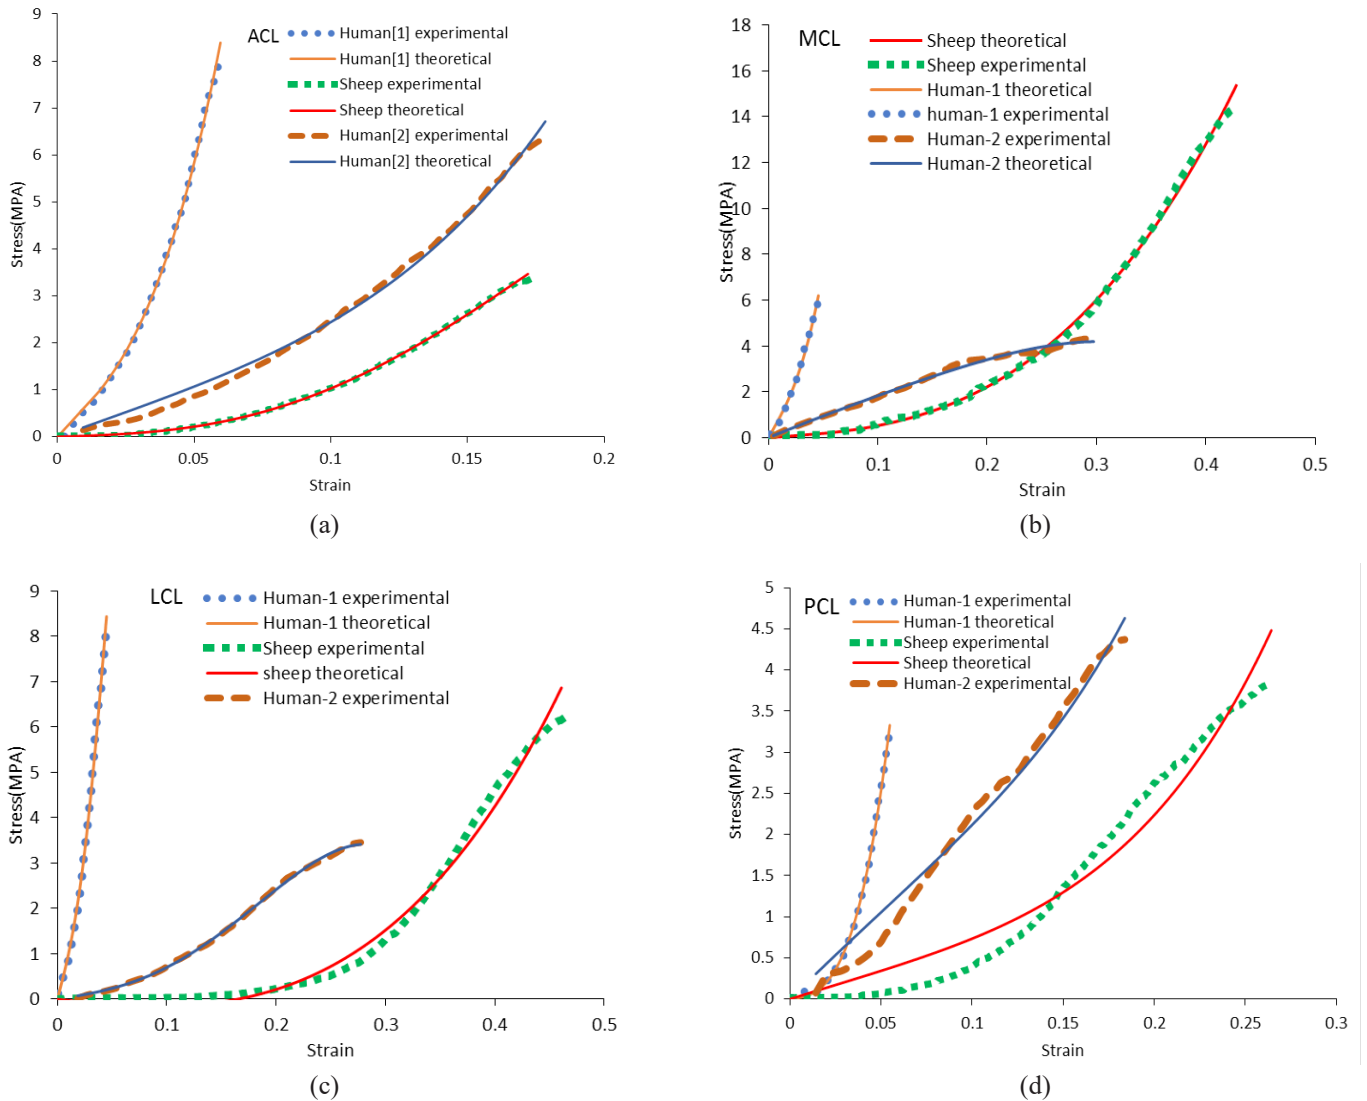 ACL
Human[1] experimental
Human[1] theoretical
Sheep experimental
Sheep theoretical
Human[2] experimental
Human[2] theoretical
Stress(MPA)
9
8
7
6
5
4
3
2
1
0
0 0.05 0.1 0.15 0.2
Strain
(a)
MCL
Sheep theoretical
Sheep experimental
Human-1 theoretical
human-1 experimental
Human-2 experimental
Human-2 theoretical
Stress(MPA)
18
16
14
12
10
8
6
4
2
0
0 0.1 0.2 0.3 0.4 0.5
Strain
(b)
LCL
Human-1 experimental
Human-1 theoretical
Sheep experimental
sheep theoretical
Human-2 experimental
Stress(MPA)
9
8
7
6
5
4
3
2
1
0
0 0.1 0.2 0.3 0.4 0.5
Strain
(c)
PCL
Human-1 experimental
Human-1 theoretical
Sheep experimental
Sheep theoretical
Human-2 experimental
Stress(MPA)
5
4.5
4
3.5
3
2.5
2
1.5
1
0.5
0
0 0.05 0.1 0.15 0.2 0.25 0.3
Strain
(d)